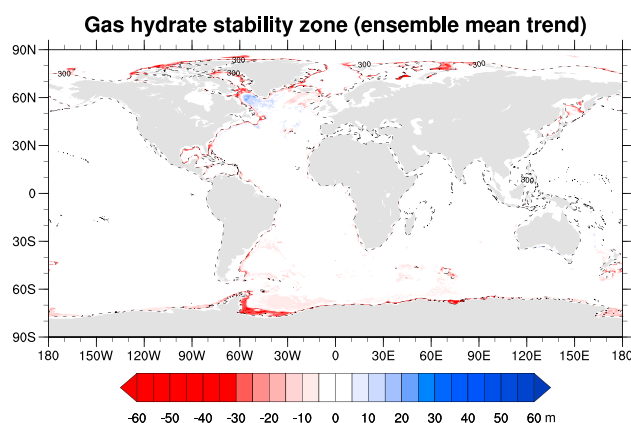 Gas hydrate stability zone (ensemble mean trend)
90N
60N
30N
0
30S
60S
90S
300
300
300
300
300
300
180 150W 120W 90W 60W 30W 0 30E 60E 90E 120E 150E 180
-60 -50 -40 -30 -20 -10 0 10 20 30 40 50 60 m